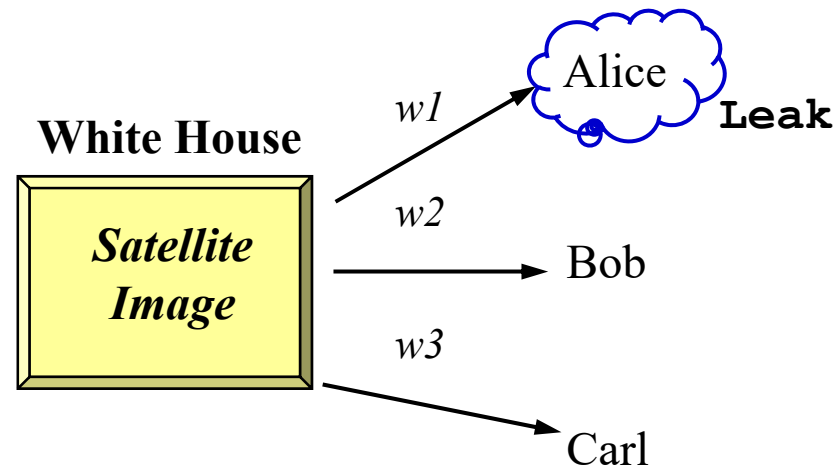 Alice
w1
Leak
White House
w2
Satellite
Image
Bob
w3
Carl